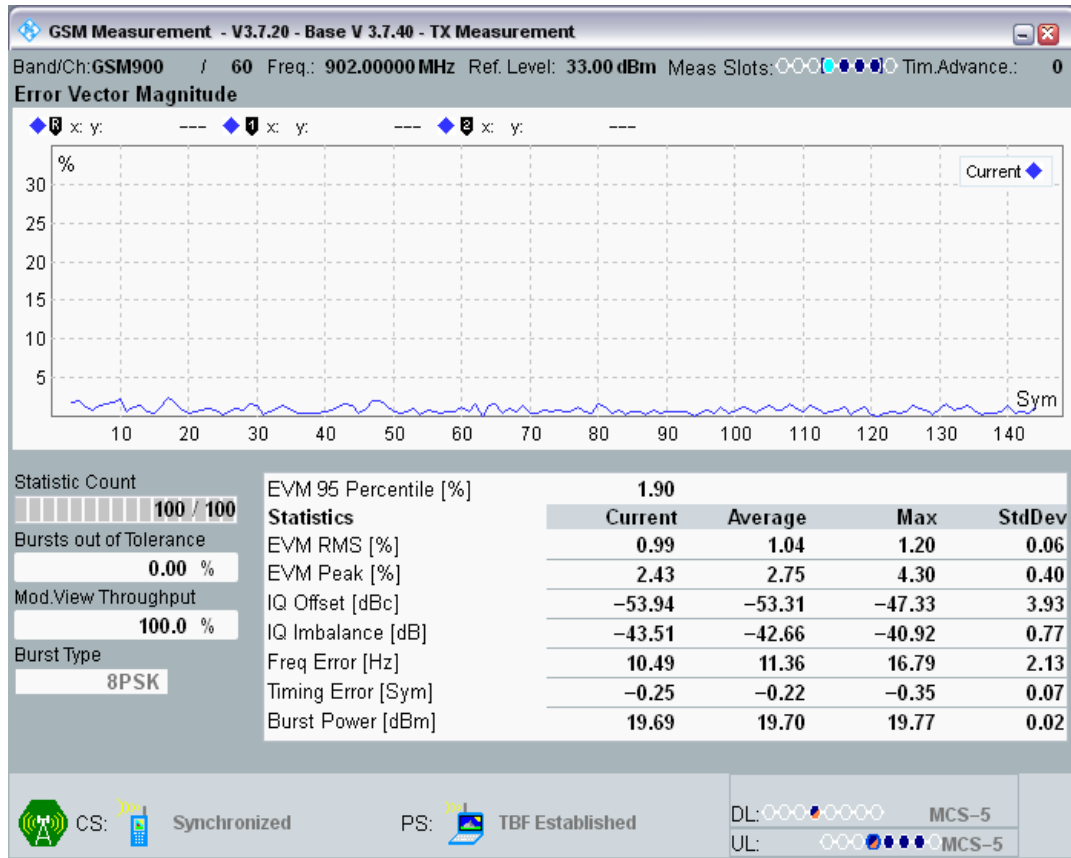 GSM Measurement - V3.7.20 - Base V 3.7.40 - TX Measurement
Band/Ch:GSM900 / 60 Freq.: 902.00000 MHz Ref. Level: 33.00 dBm Meas Slots: Tim.Advance.: 0
Error Vector Magnitude
R x: y: --- 1 x: y: --- 2 x: y: ---
%
Current
30
25
20
15
10
5
Sym
10 20 30 40 50 60 70 80 90 100 110 120 130 140
Statistic Count
100 / 100
Bursts out of Tolerance
0.00 %
Mod.View Throughput
100.0 %
Burst Type
8PSK
EVM 95 Percentile [%] 1.90
Statistics Current Average Max StdDev
EVM RMS [%] 0.99 1.04 1.20 0.06
EVM Peak [%] 2.43 2.75 4.30 0.40
IQ Offset [dBc] −53.94 −53.31 −47.33 3.93
IQ Imbalance [dB] −43.51 −42.66 −40.92 0.77
Freq Error [Hz] 10.49 11.36 16.79 2.13
Timing Error [Sym] −0.25 −0.22 −0.35 0.07
Burst Power [dBm] 19.69 19.70 19.77 0.02
CS: Synchronized PS: TBF Established
DL: MCS−5
UL: MCS−5